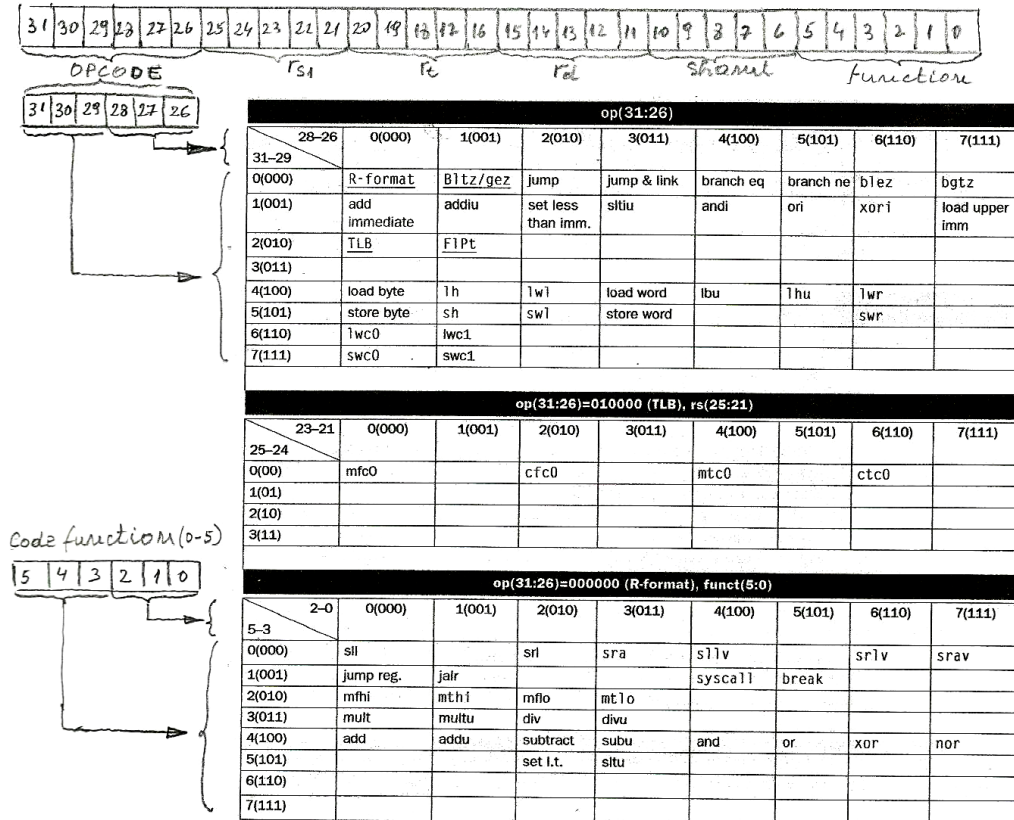 31 30 29 28 27 26 25 24 23 22 21 20 19 18 17 16 15 14 13 12 11 10 9 8 7 6 5 4 3 2 1 0
OPCODE rs1 rt rd shamt function
31 30 29 28 27 26
op(31:26)
28–26 0(000) 1(001) 2(010) 3(011) 4(100) 5(101) 6(110) 7(111)
31–29
0(000) R-format Bltz/gez jump jump & link branch eq branch ne blez bgtz
1(001) add immediate addiu set less than imm. sltiu andi ori xori load upper imm
2(010) TLB FlPt
3(011)
4(100) load byte lh lwl load word lbu lhu lwr
5(101) store byte sh swl store word swr
6(110) lwc0 lwc1
7(111) swc0 swc1
op(31:26)=010000 (TLB), rs(25:21)
23–21 0(000) 1(001) 2(010) 3(011) 4(100) 5(101) 6(110) 7(111)
25–24
0(00) mfc0 cfc0 mtc0 ctc0
1(01)
2(10)
3(11)
Code function (0-5)
5 4 3 2 1 0
op(31:26)=000000 (R-format), funct(5:0)
2–0 0(000) 1(001) 2(010) 3(011) 4(100) 5(101) 6(110) 7(111)
5–3
0(000) sll srl sra sllv srlv srav
1(001) jump reg. jalr syscall break
2(010) mfhi mthi mflo mtlo
3(011) mult multu div divu
4(100) add addu subtract subu and or xor nor
5(101) set l.t. sltu
6(110)
7(111)